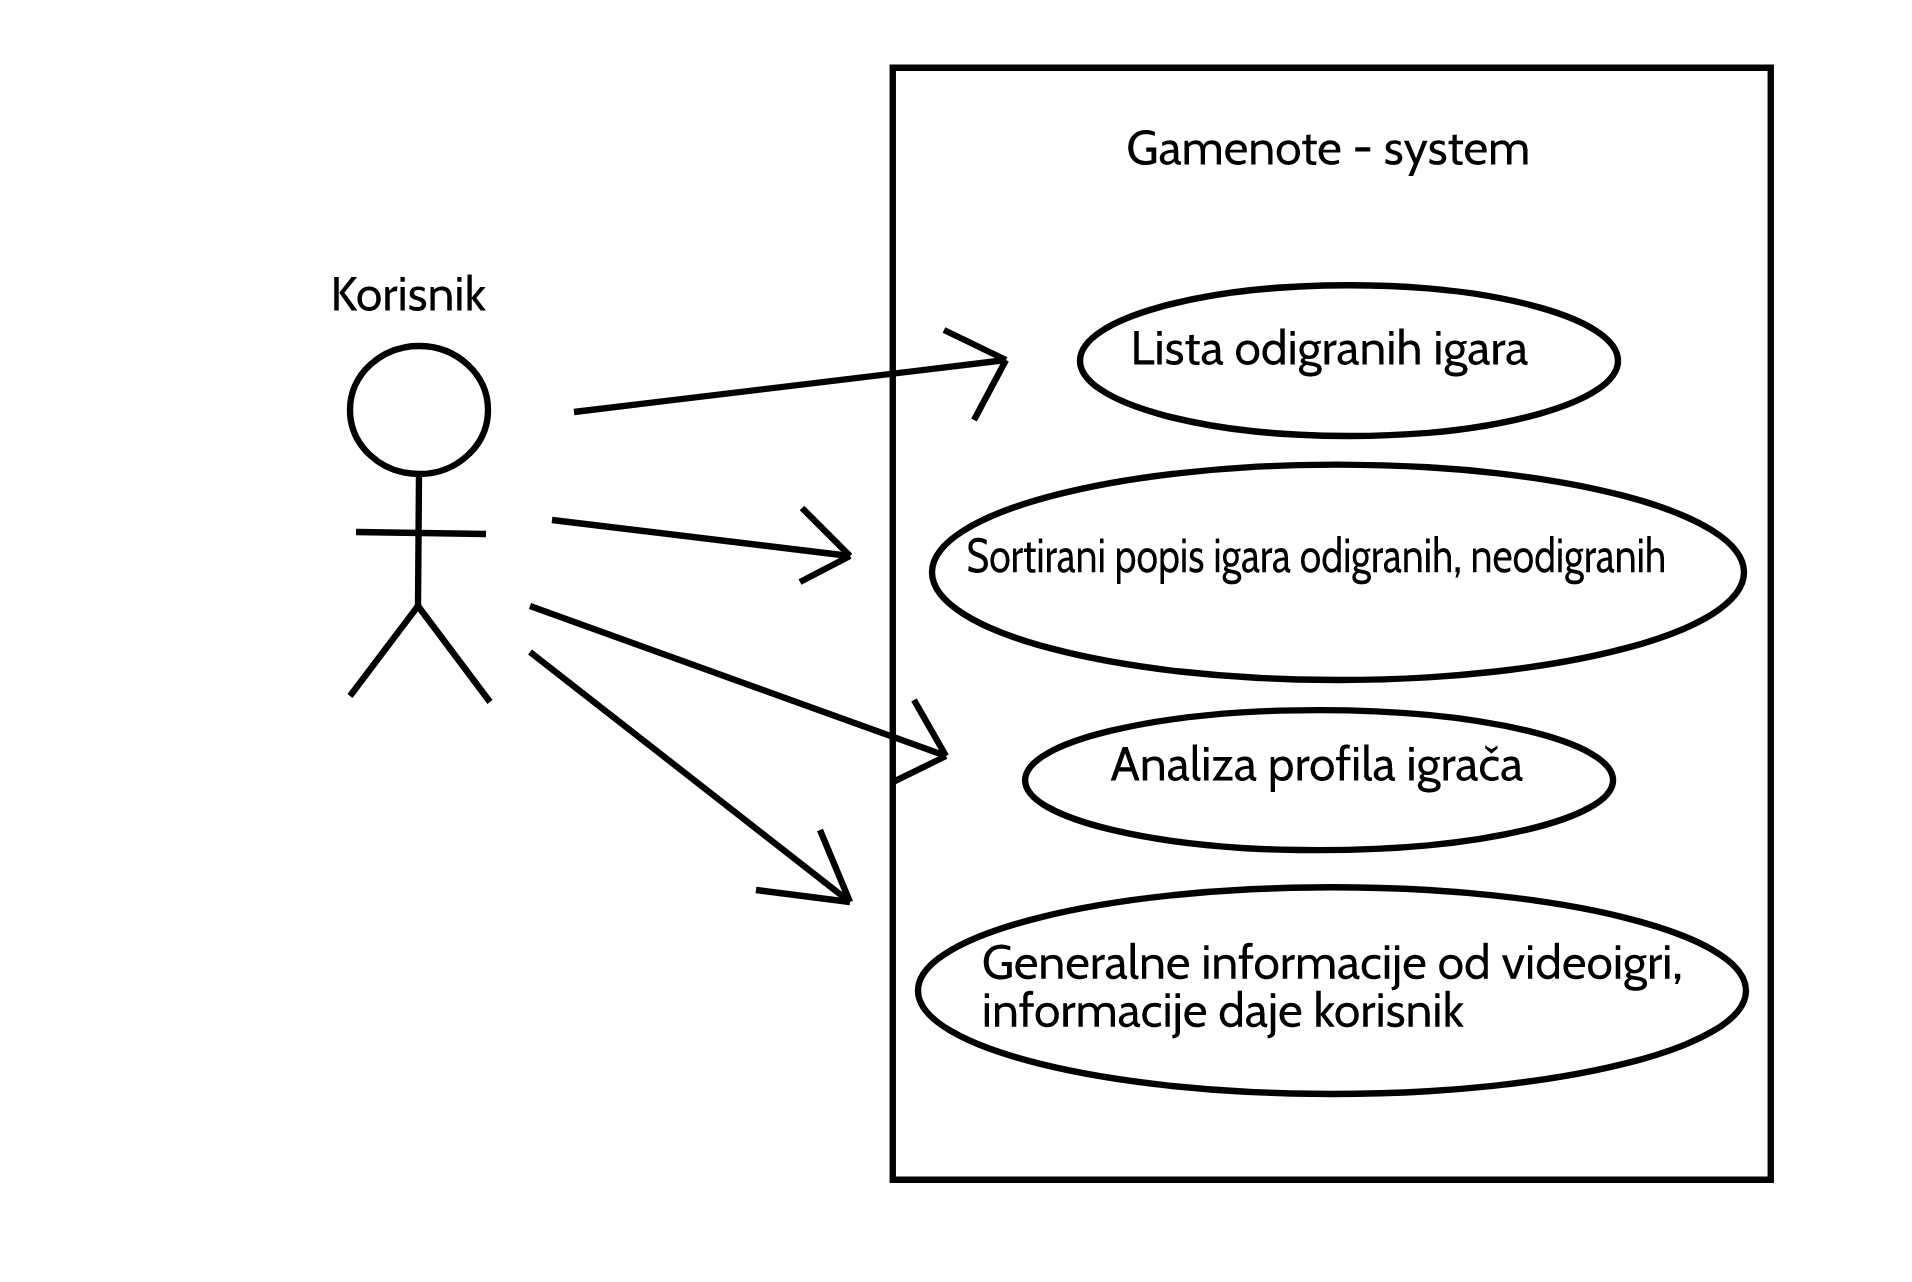 Gamenote - system
Korisnik
Lista odigranih igara
Sortirani popis igara odigranih, neodigranih
Analiza profila igrača
Generalne informacije od videoigri,
informacije daje korisnik